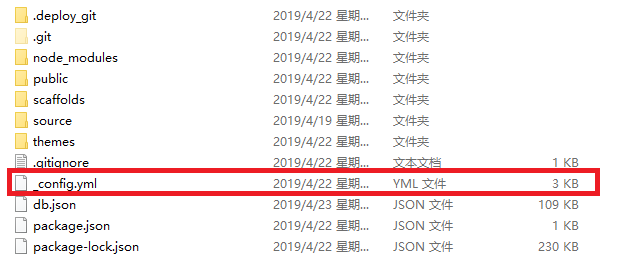 .deploy_git 2019/4/22 星期... 文件夹
.git 2019/4/22 星期... 文件夹
node_modules 2019/4/22 星期... 文件夹
public 2019/4/22 星期... 文件夹
scaffolds 2019/4/22 星期... 文件夹
source 2019/4/19 星期... 文件夹
themes 2019/4/22 星期... 文件夹
.gitignore 2019/4/22 星期... 文本文档 1 KB
_config.yml 2019/4/22 星期... YML 文件 3 KB
db.json 2019/4/23 星期... JSON 文件 109 KB
package.json 2019/4/22 星期... JSON 文件 1 KB
package-lock.json 2019/4/22 星期... JSON 文件 230 KB